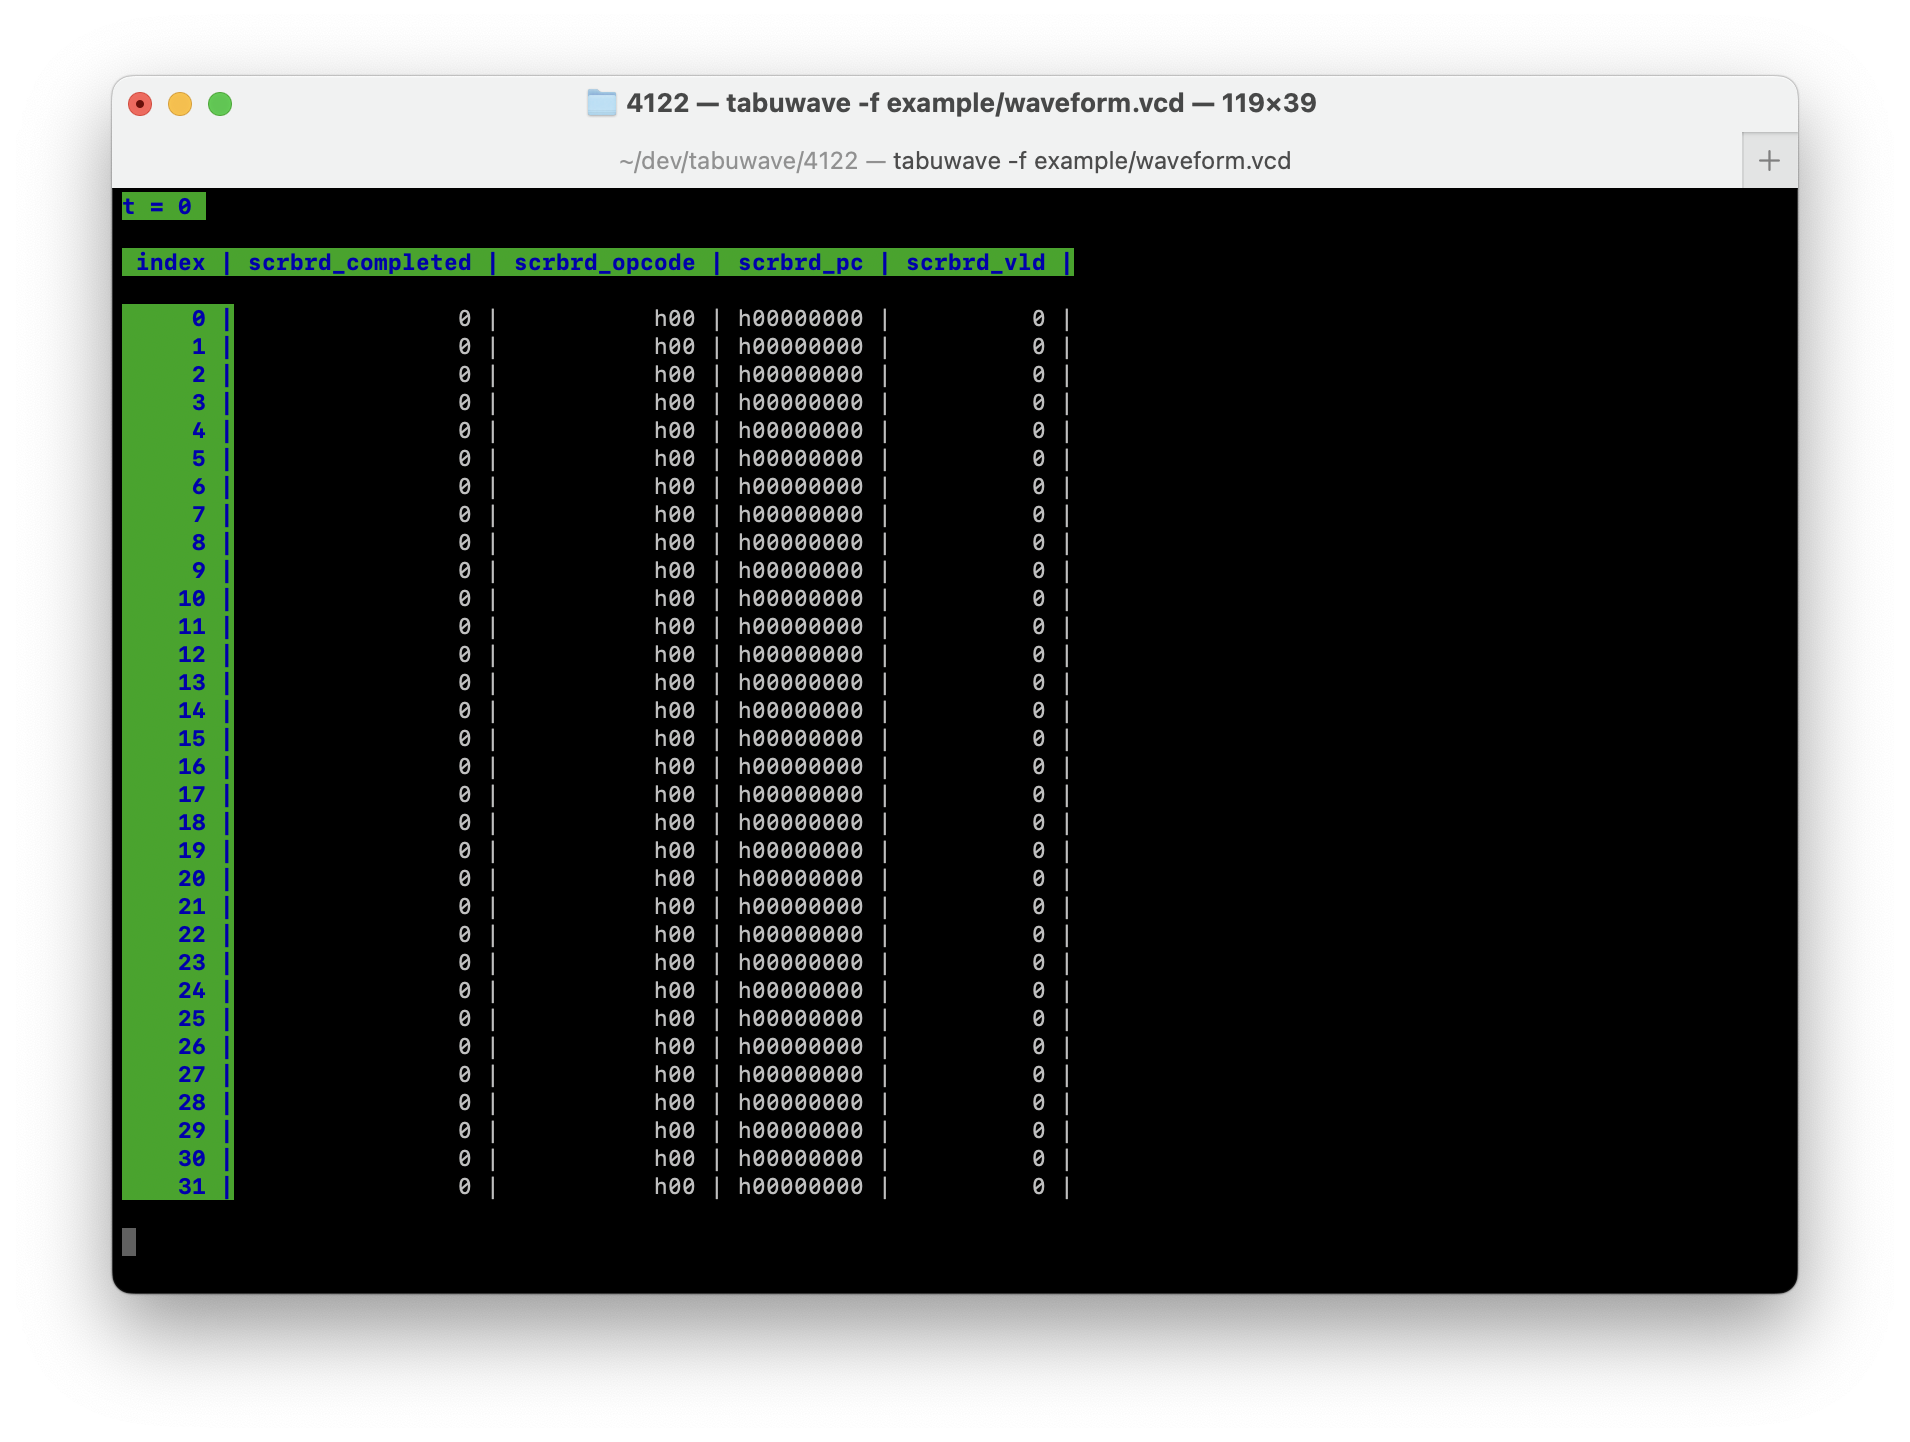 4122 — tabuwave -f example/waveform.vcd — 119×39
~/dev/tabuwave/4122 — tabuwave -f example/waveform.vcd
t = 0
index | scrbrd_completed | scrbrd_opcode | scrbrd_pc | scrbrd_vld |
0 | 0 | h00 | h00000000 | 0 |
1 | 0 | h00 | h00000000 | 0 |
2 | 0 | h00 | h00000000 | 0 |
3 | 0 | h00 | h00000000 | 0 |
4 | 0 | h00 | h00000000 | 0 |
5 | 0 | h00 | h00000000 | 0 |
6 | 0 | h00 | h00000000 | 0 |
7 | 0 | h00 | h00000000 | 0 |
8 | 0 | h00 | h00000000 | 0 |
9 | 0 | h00 | h00000000 | 0 |
10 | 0 | h00 | h00000000 | 0 |
11 | 0 | h00 | h00000000 | 0 |
12 | 0 | h00 | h00000000 | 0 |
13 | 0 | h00 | h00000000 | 0 |
14 | 0 | h00 | h00000000 | 0 |
15 | 0 | h00 | h00000000 | 0 |
16 | 0 | h00 | h00000000 | 0 |
17 | 0 | h00 | h00000000 | 0 |
18 | 0 | h00 | h00000000 | 0 |
19 | 0 | h00 | h00000000 | 0 |
20 | 0 | h00 | h00000000 | 0 |
21 | 0 | h00 | h00000000 | 0 |
22 | 0 | h00 | h00000000 | 0 |
23 | 0 | h00 | h00000000 | 0 |
24 | 0 | h00 | h00000000 | 0 |
25 | 0 | h00 | h00000000 | 0 |
26 | 0 | h00 | h00000000 | 0 |
27 | 0 | h00 | h00000000 | 0 |
28 | 0 | h00 | h00000000 | 0 |
29 | 0 | h00 | h00000000 | 0 |
30 | 0 | h00 | h00000000 | 0 |
31 | 0 | h00 | h00000000 | 0 |